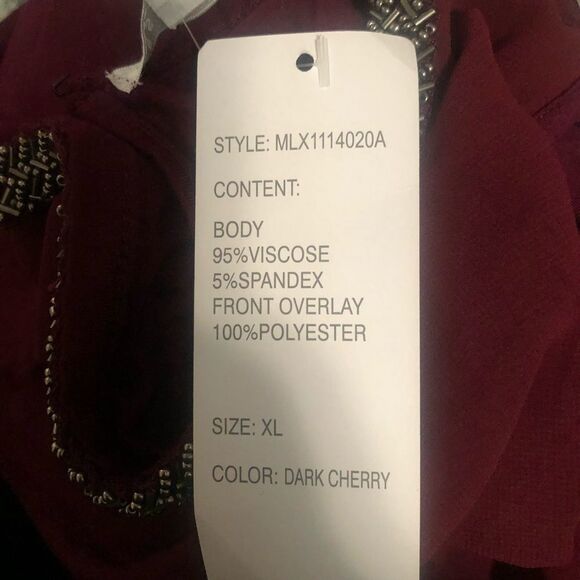 STYLE: MLX1114020A
CONTENT:
BODY
95%VISCOSE
5%SPANDEX
FRONT OVERLAY
100%POLYESTER
SIZE: XL
COLOR: DARK CHERRY